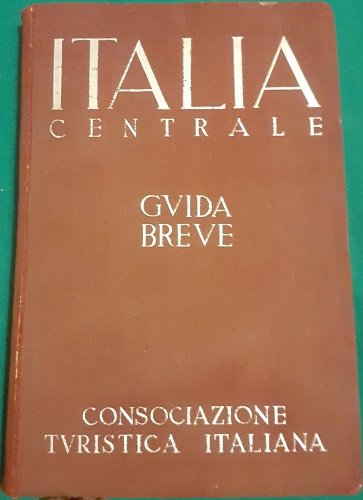 ITALIA
CENTRALE
GVIDA
BREVE
CONSOCIAZIONE
TVRISTICA ITALIANA